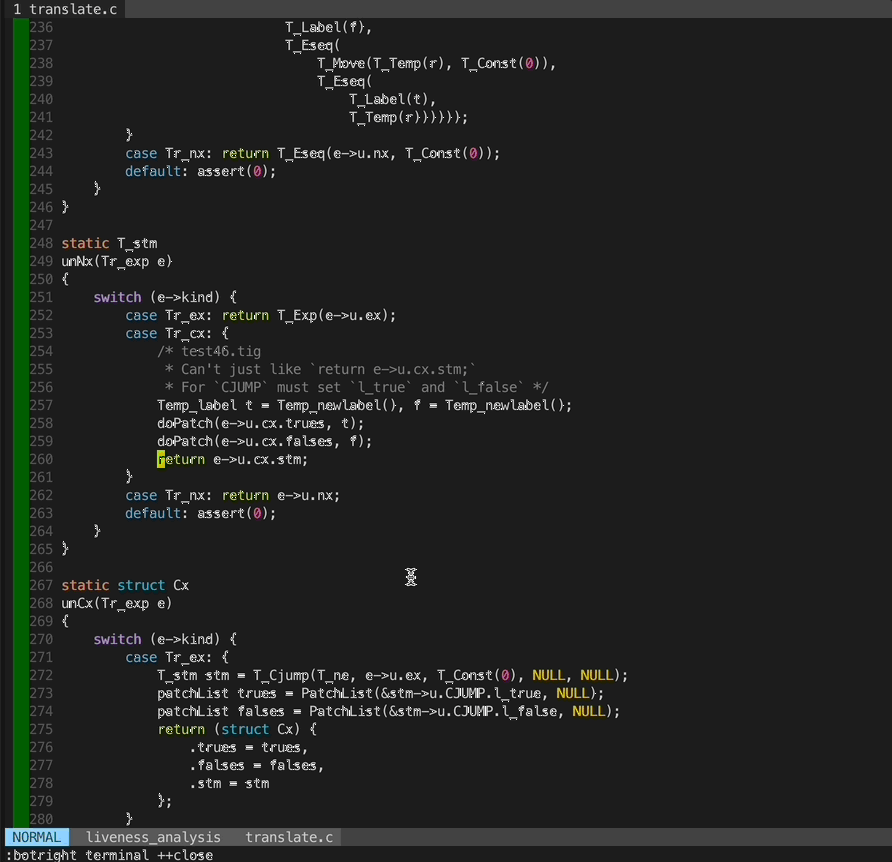 1 translate.c
236                             T_Label(f),
237                             T_Eseq(
238                                 T_Move(T_Temp(r), T_Const(0)),
239                                 T_Eseq(
240                                     T_Label(t),
241                                     T_Temp(r))))));
242         }
243         case Tr_nx: return T_Eseq(e->u.nx, T_Const(0));
244         default: assert(0);
245     }
246 }
247
248 static T_stm
249 unNx(Tr_exp e)
250 {
251     switch (e->kind) {
252         case Tr_ex: return T_Exp(e->u.ex);
253         case Tr_cx: {
254             /* test46.tig
255              * Can't just like `return e->u.cx.stm;`
256              * For `CJUMP` must set `l_true` and `l_false` */
257             Temp_label t = Temp_newlabel(), f = Temp_newlabel();
258             doPatch(e->u.cx.trues, t);
259             doPatch(e->u.cx.falses, f);
260             return e->u.cx.stm;
261         }
262         case Tr_nx: return e->u.nx;
263         default: assert(0);
264     }
265 }
266
267 static struct Cx
268 unCx(Tr_exp e)
269 {
270     switch (e->kind) {
271         case Tr_ex: {
272             T_stm stm = T_Cjump(T_ne, e->u.ex, T_Const(0), NULL, NULL);
273             patchList trues = PatchList(&stm->u.CJUMP.l_true, NULL);
274             patchList falses = PatchList(&stm->u.CJUMP.l_false, NULL);
275             return (struct Cx) {
276                 .trues = trues,
277                 .falses = falses,
278                 .stm = stm
279             };
280         }
NORMAL liveness_analysis translate.c
:botright terminal ++close